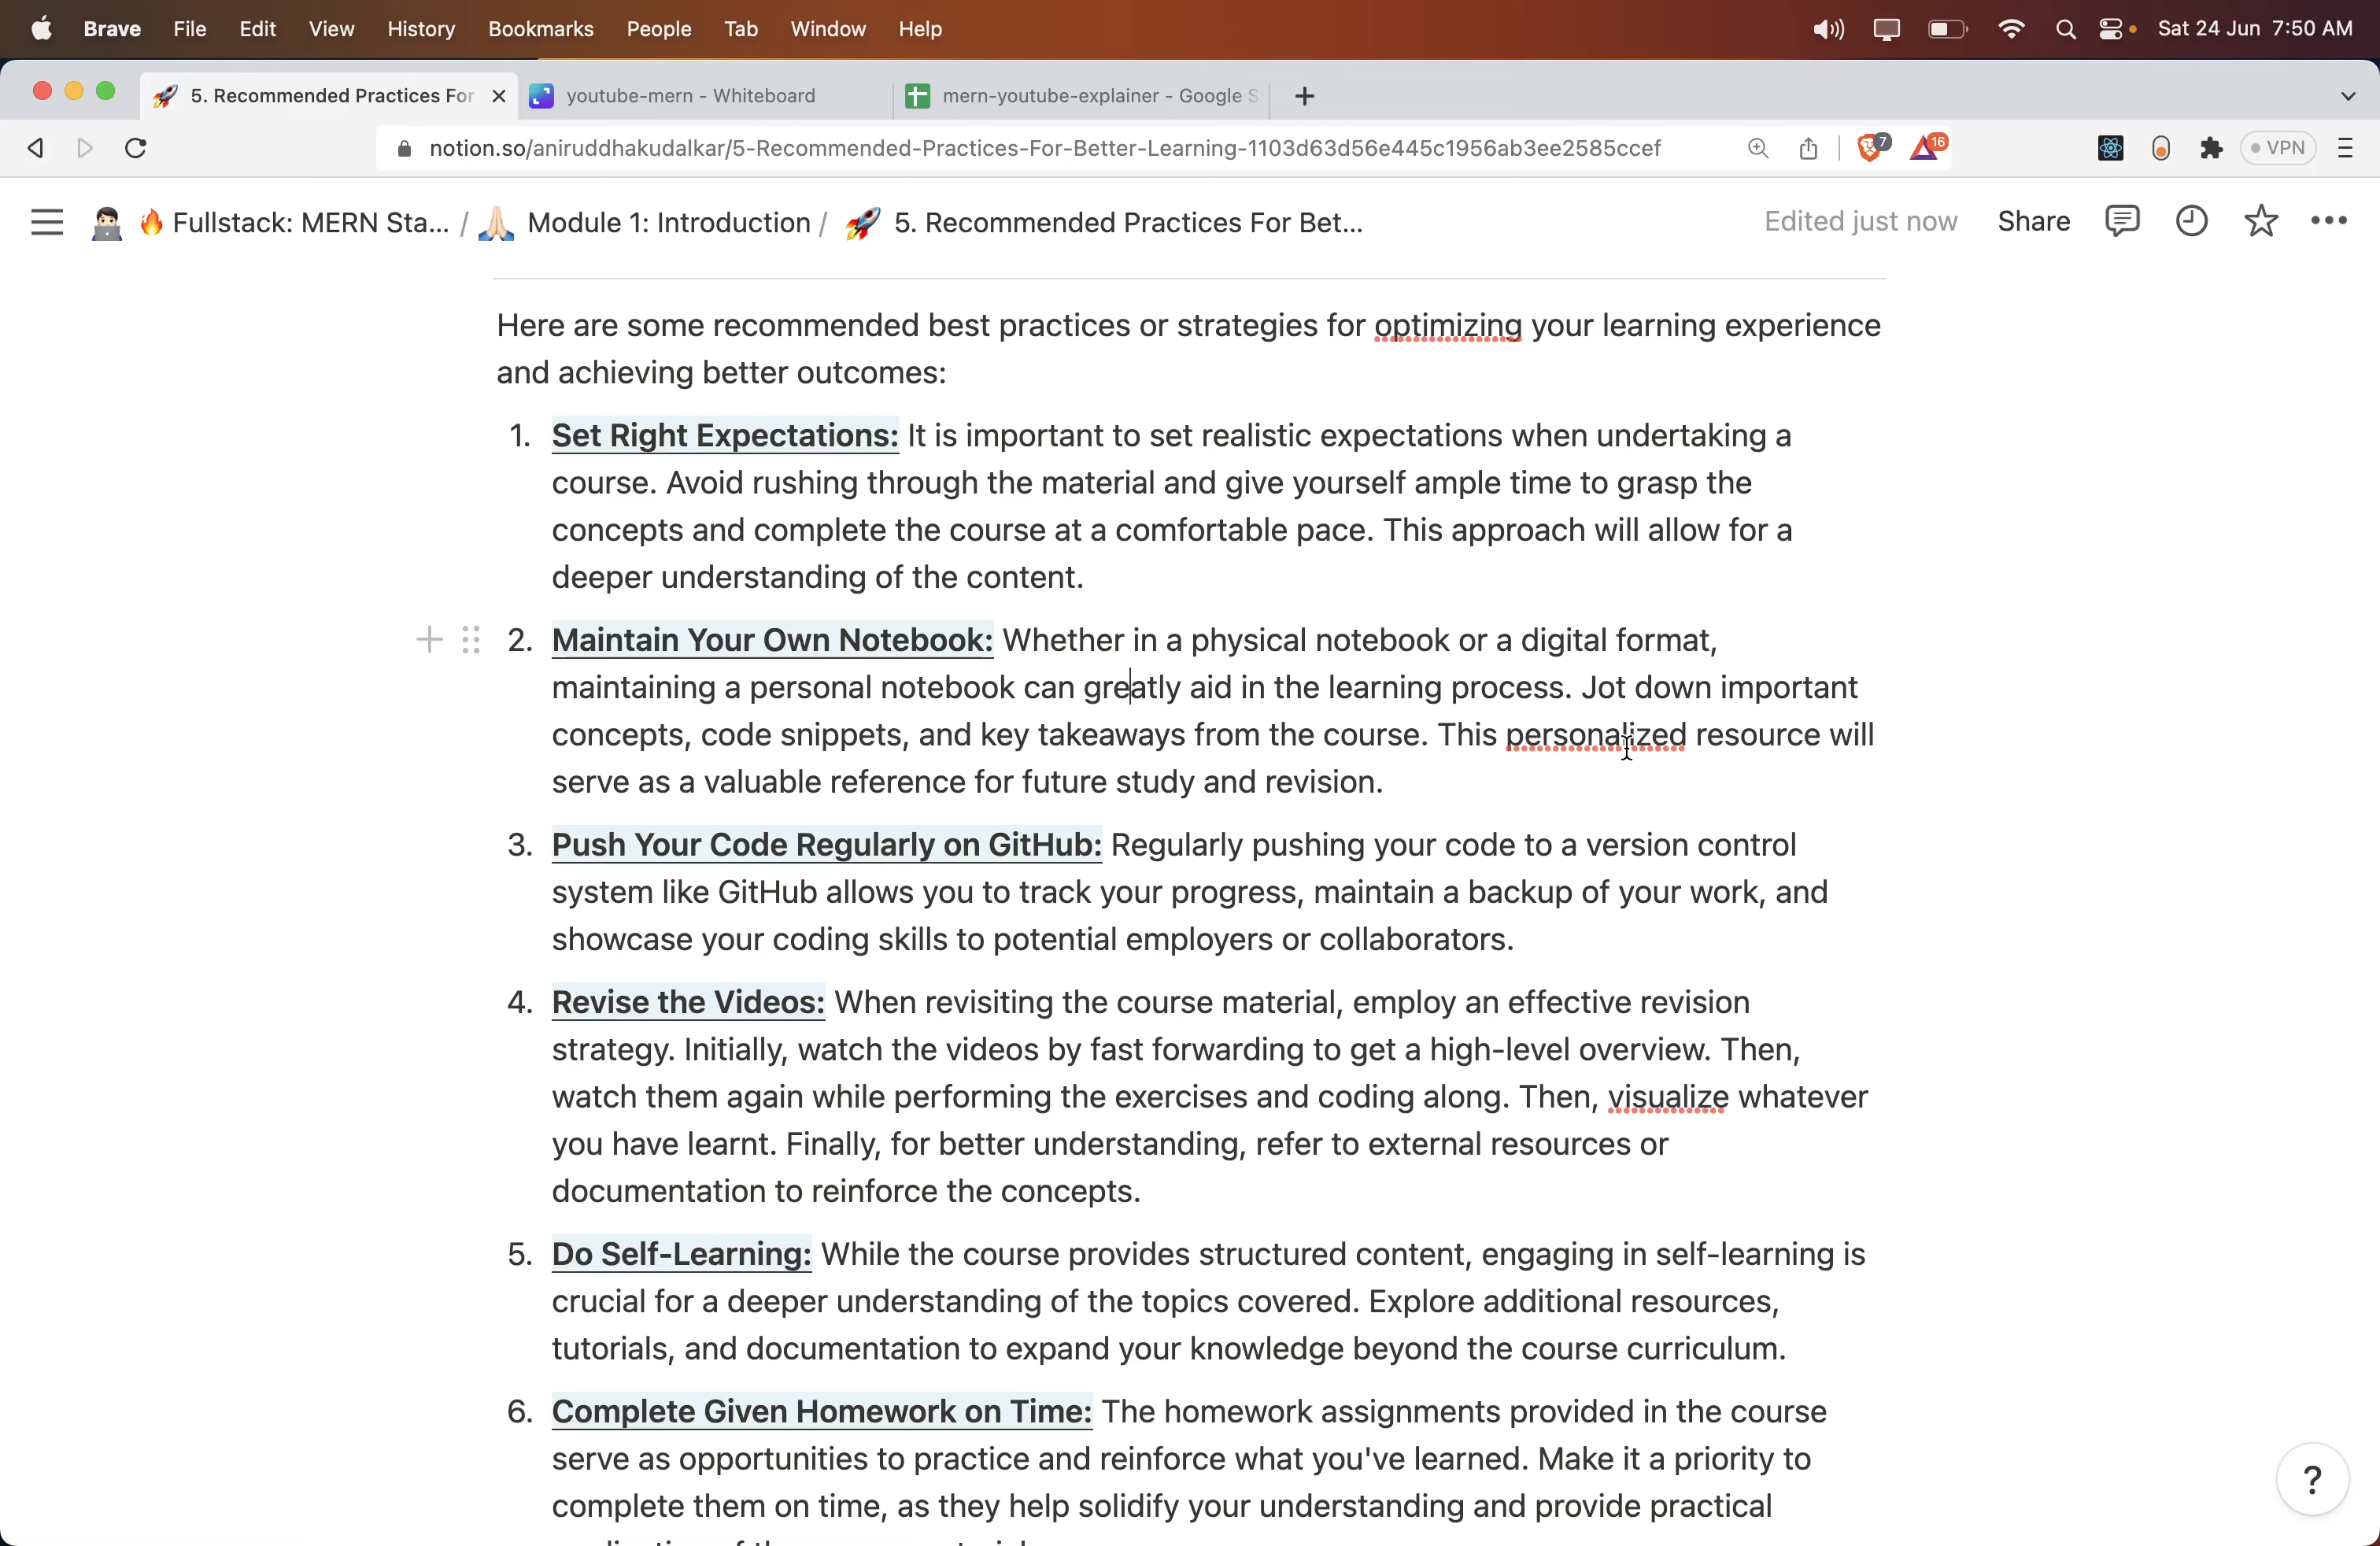 Brave File Edit View History Bookmarks People Tab Window Help Sat 24 Jun 7:50 AM
5. Recommended Practices For youtube-mern - Whiteboard mern-youtube-explainer - Google S
notion.so/aniruddhakudalkar/5-Recommended-Practices-For-Better-Learning-1103d63d56e445c1956ab3ee2585ccef 7 16 VPN
Fullstack: MERN Sta... / Module 1: Introduction / 5. Recommended Practices For Bet... Edited just now Share
Here are some recommended best practices or strategies for optimizing your learning experience
and achieving better outcomes:
1. Set Right Expectations: It is important to set realistic expectations when undertaking a
course. Avoid rushing through the material and give yourself ample time to grasp the
concepts and complete the course at a comfortable pace. This approach will allow for a
deeper understanding of the content.
2. Maintain Your Own Notebook: Whether in a physical notebook or a digital format,
maintaining a personal notebook can greatly aid in the learning process. Jot down important
concepts, code snippets, and key takeaways from the course. This personalized resource will
serve as a valuable reference for future study and revision.
3. Push Your Code Regularly on GitHub: Regularly pushing your code to a version control
system like GitHub allows you to track your progress, maintain a backup of your work, and
showcase your coding skills to potential employers or collaborators.
4. Revise the Videos: When revisiting the course material, employ an effective revision
strategy. Initially, watch the videos by fast forwarding to get a high-level overview. Then,
watch them again while performing the exercises and coding along. Then, visualize whatever
you have learnt. Finally, for better understanding, refer to external resources or
documentation to reinforce the concepts.
5. Do Self-Learning: While the course provides structured content, engaging in self-learning is
crucial for a deeper understanding of the topics covered. Explore additional resources,
tutorials, and documentation to expand your knowledge beyond the course curriculum.
6. Complete Given Homework on Time: The homework assignments provided in the course
serve as opportunities to practice and reinforce what you've learned. Make it a priority to
complete them on time, as they help solidify your understanding and provide practical
?